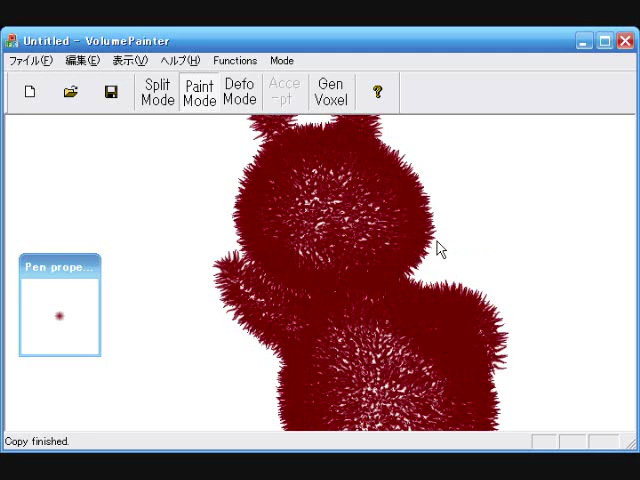 Untitled - VolumePainter
ファイル(F) 編集(E) 表示(V) ヘルプ(H) Functions Mode
Split Mode Paint Mode Defo Mode Acce -pt Gen Voxel ?
Pen prope...
Copy finished.